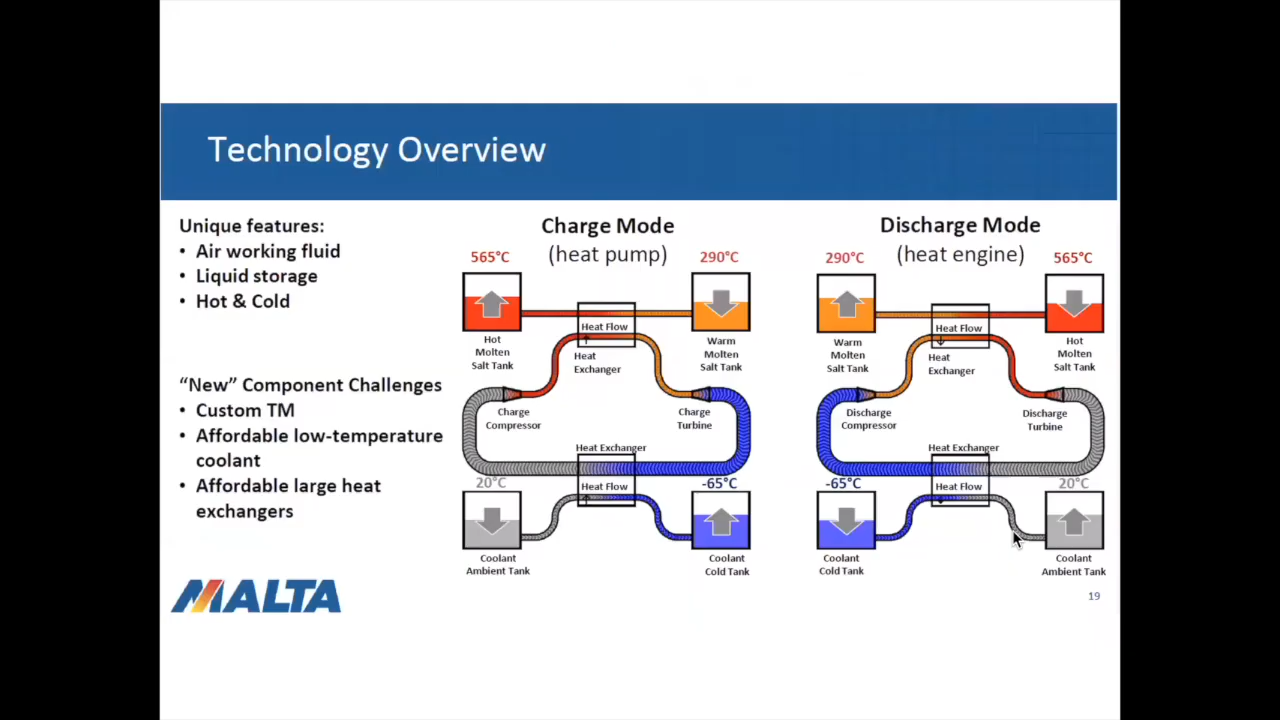 Technology Overview
Unique features:
• Air working fluid
• Liquid storage
• Hot & Cold
“New” Component Challenges
• Custom TM
• Affordable low-temperature
coolant
• Affordable large heat
exchangers
MALTA
Charge Mode
(heat pump)
565°C
290°C
Heat Flow
Hot
Molten
Salt Tank
Heat
Exchanger
Warm
Molten
Salt Tank
Charge
Compressor
Charge
Turbine
Heat Exchanger
20°C
Heat Flow
-65°C
Coolant
Ambient Tank
Coolant
Cold Tank
Discharge Mode
(heat engine)
290°C
565°C
Heat Flow
Warm
Molten
Salt Tank
Heat
Exchanger
Hot
Molten
Salt Tank
Discharge
Compressor
Discharge
Turbine
Heat Exchanger
-65°C
Heat Flow
20°C
Coolant
Cold Tank
Coolant
Ambient Tank
19